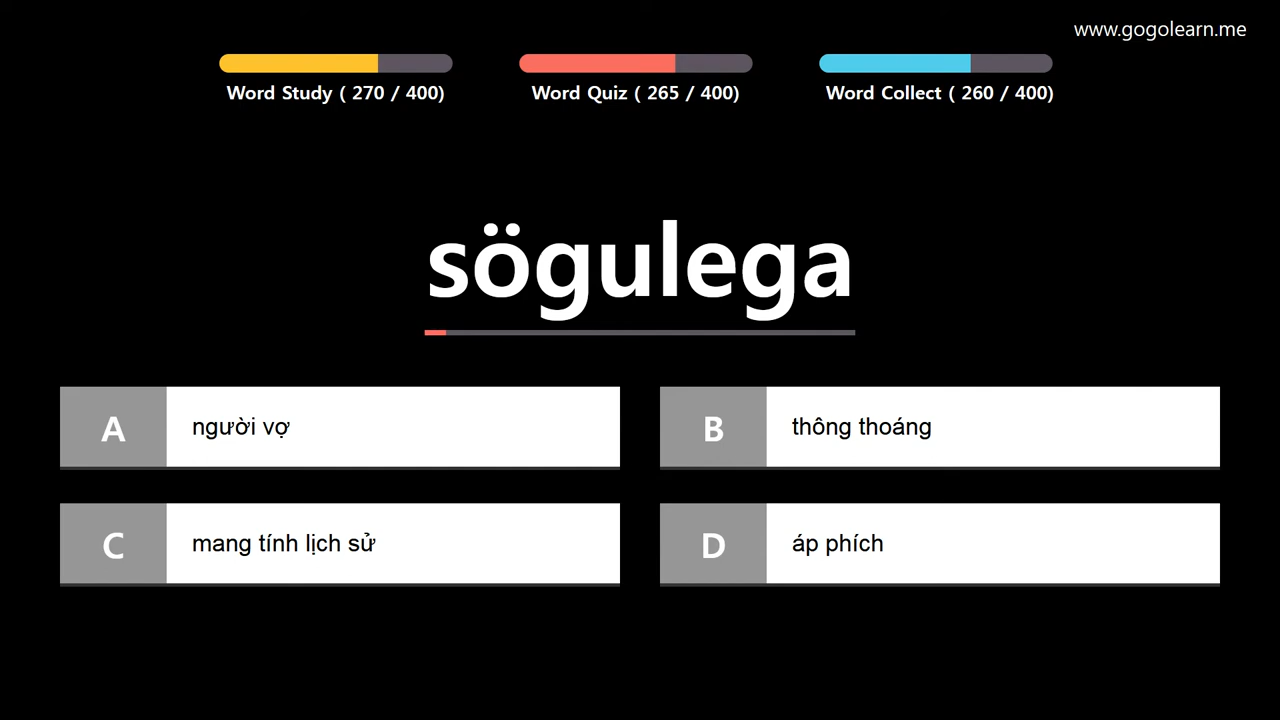 www.gogolearn.me
Word Study ( 270 / 400)
Word Quiz ( 265 / 400)
Word Collect ( 260 / 400)
sögulega
A
người vợ
B
thông thoáng
C
mang tính lịch sử
D
áp phích